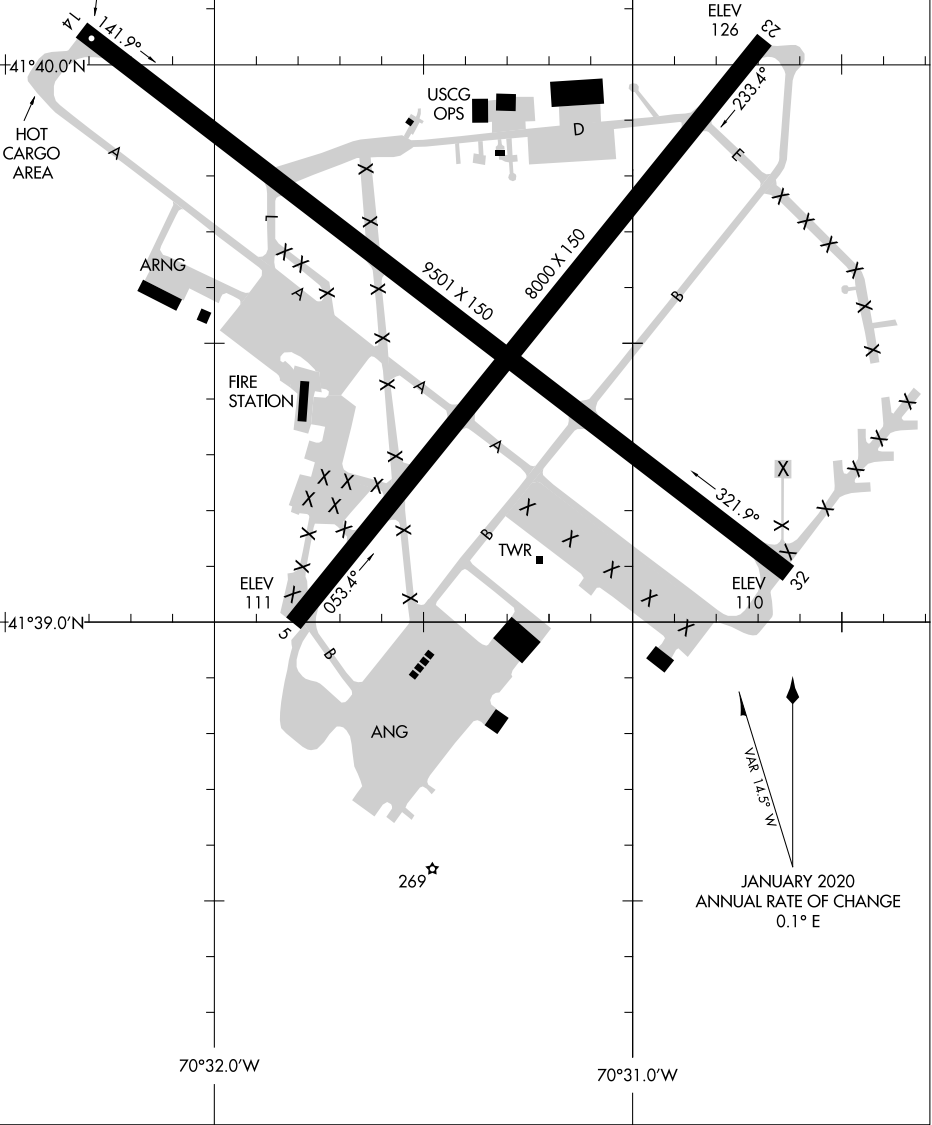 ELEV
126
23
14
141.9°
41°40.0'N
233.4°
USCG
OPS
D
HOT
CARGO
AREA
A
E
L
ARNG
A
9501 X 150
8000 X 150
B
FIRE
STATION
A
A
X
321.9°
B
TWR
ELEV
111
053.4°
ELEV
110
32
41°39.0'N
5
B
ANG
VAR 14.5° W
269
JANUARY 2020
ANNUAL RATE OF CHANGE
0.1° E
70°32.0'W
70°31.0'W